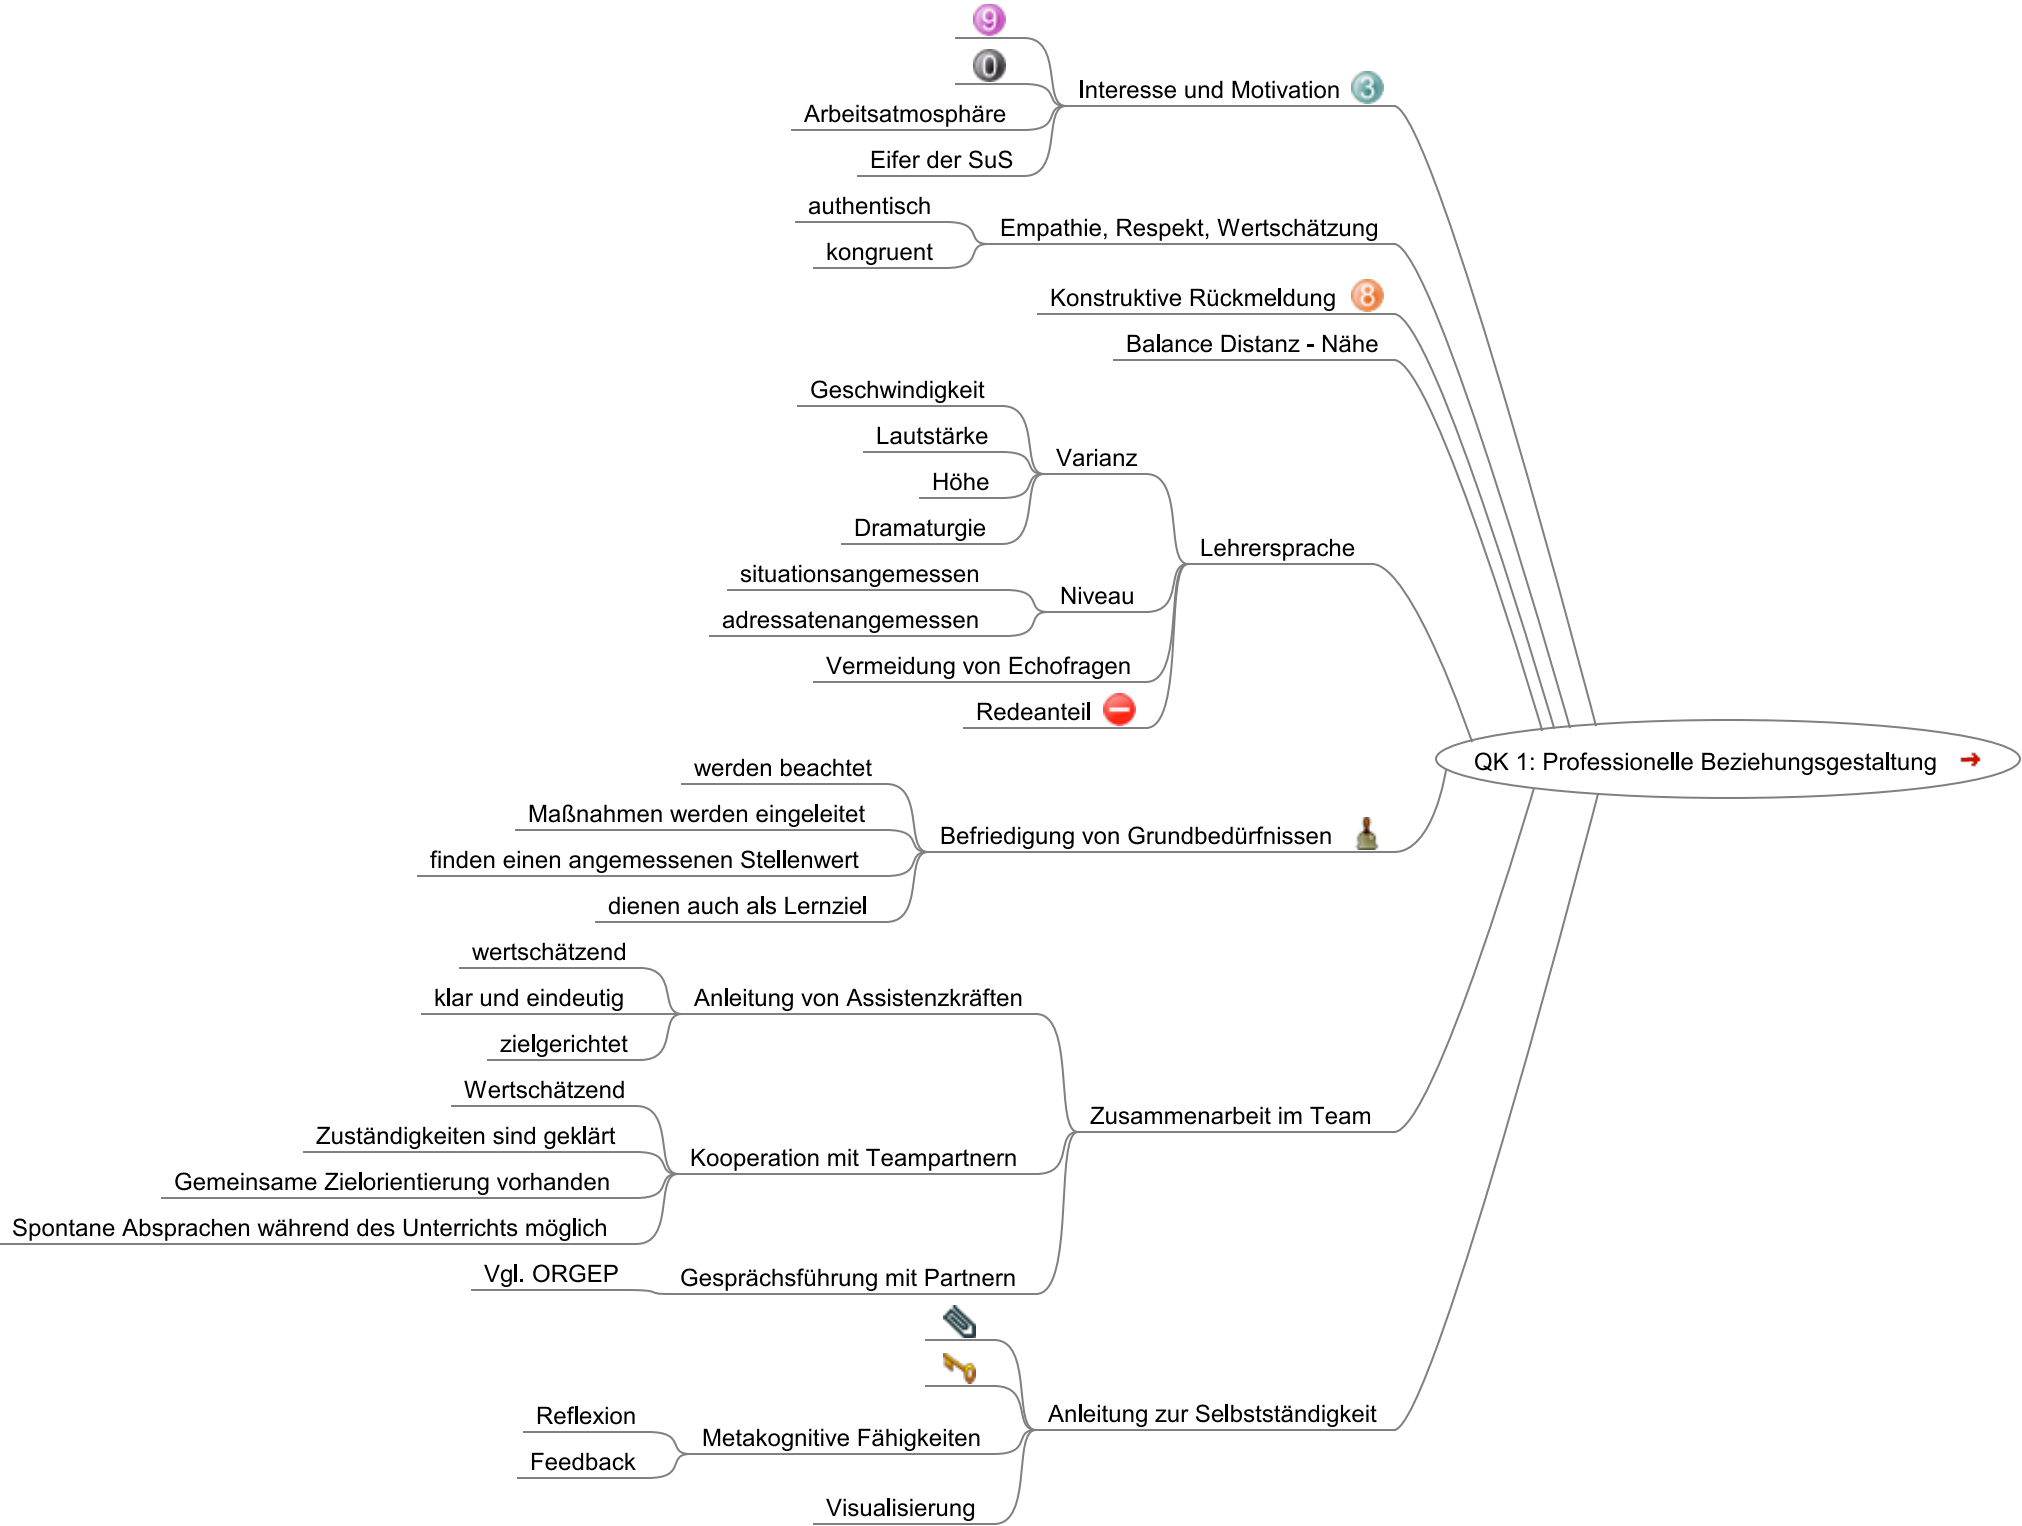 9
0
Interesse und Motivation 3
Arbeitsatmosphäre
Eifer der SuS
authentisch
Empathie, Respekt, Wertschätzung
kongruent
Konstruktive Rückmeldung 8
Balance Distanz - Nähe
Geschwindigkeit
Lautstärke
Varianz
Höhe
Dramaturgie
Lehrersprache
situationsangemessen
Niveau
adressatenangemessen
Vermeidung von Echofragen
Redeanteil
QK 1: Professionelle Beziehungsgestaltung
werden beachtet
Maßnahmen werden eingeleitet
Befriedigung von Grundbedürfnissen
finden einen angemessenen Stellenwert
dienen auch als Lernziel
wertschätzend
klar und eindeutig
Anleitung von Assistenzkräften
zielgerichtet
Wertschätzend
Zusammenarbeit im Team
Zuständigkeiten sind geklärt
Kooperation mit Teampartnern
Gemeinsame Zielorientierung vorhanden
Spontane Absprachen während des Unterrichts möglich
Vgl. ORGEP
Gesprächsführung mit Partnern
Anleitung zur Selbstständigkeit
Reflexion
Metakognitive Fähigkeiten
Feedback
Visualisierung